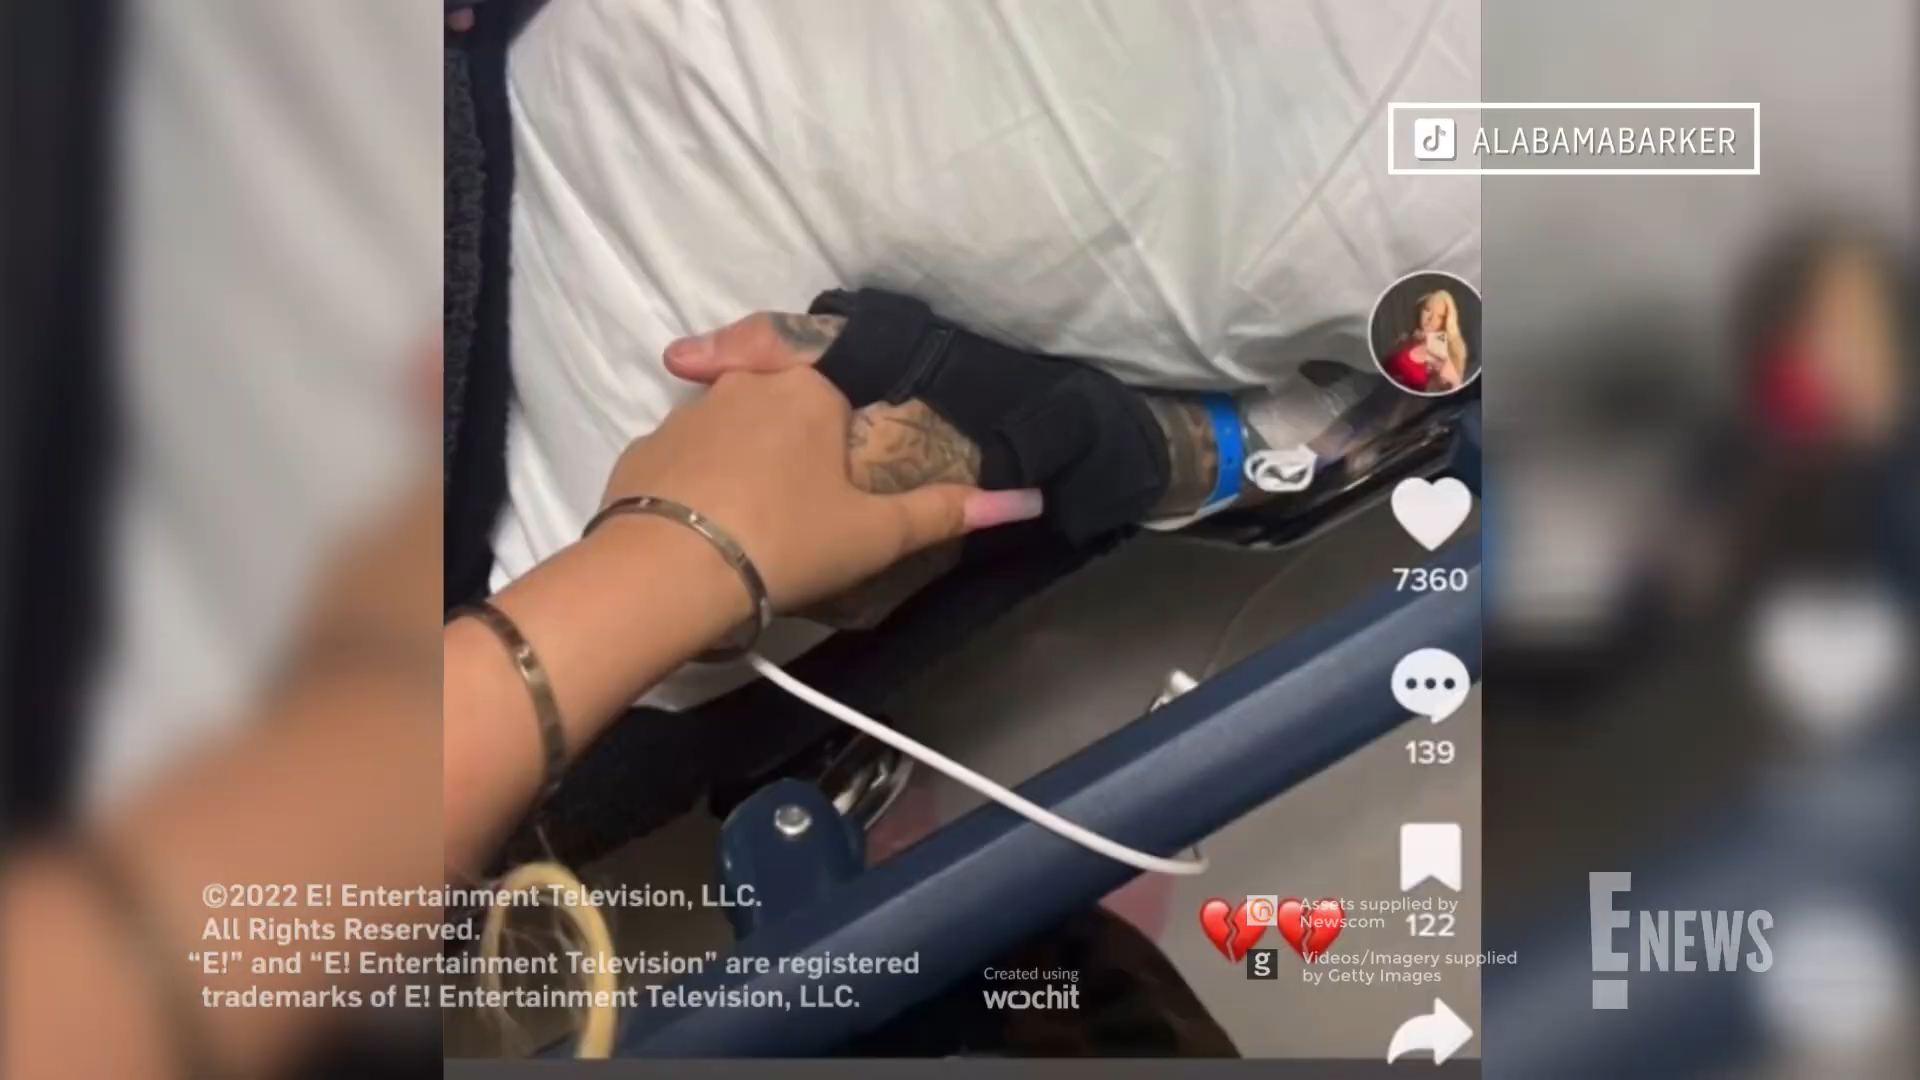 ALABAMABARKER
7360
139
122
©2022 E! Entertainment Television, LLC.
All Rights Reserved.
“E!” and “E! Entertainment Television” are registered
trademarks of E! Entertainment Television, LLC.
Created using
wochit
Assets supplied by
Newscom
g
Videos/Imagery supplied
by Getty Images
E! NEWS